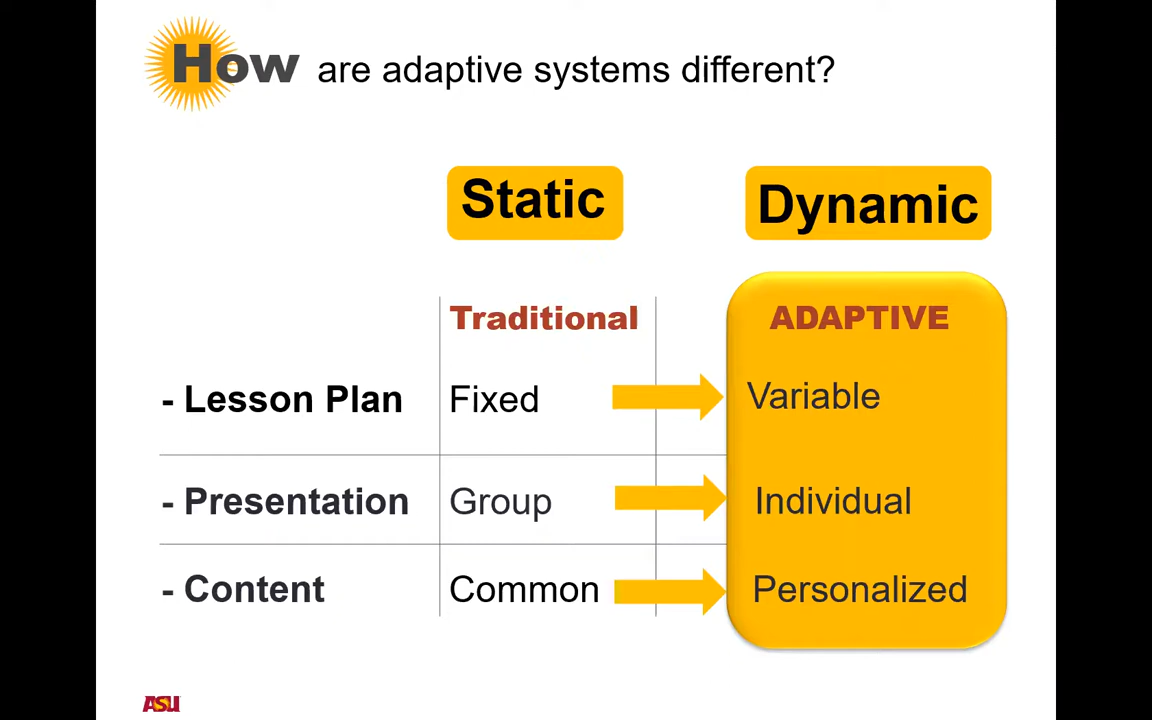 How are adaptive systems different?
Static Dynamic
Traditional ADAPTIVE
- Lesson Plan Fixed Variable
- Presentation Group Individual
- Content Common Personalized
ASU